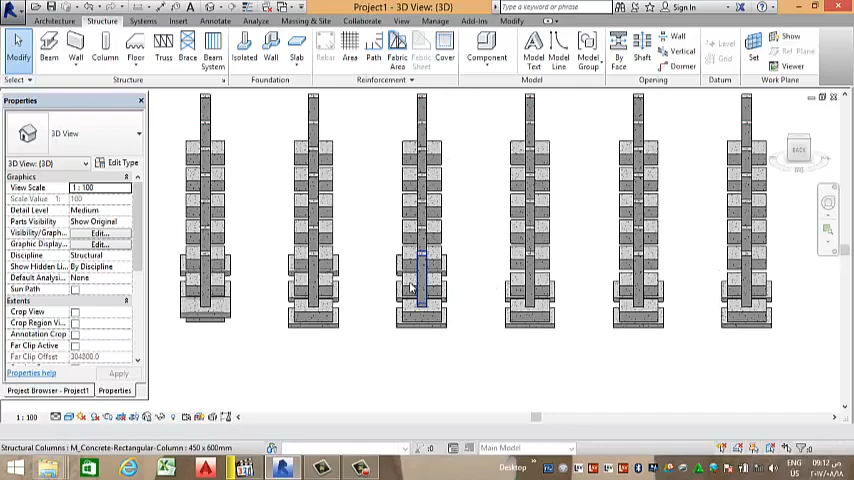 Project1 - 3D View: {3D}
Type a keyword or phrase
Sign In
Architecture Structure Systems Insert Annotate Analyze Massing & Site Collaborate View Manage Add-Ins Modify
Modify Beam Wall Column Floor Truss Brace Beam System Isolated Wall Slab Rebar Area Path Fabric Area Fabric Sheet Cover Component Model Text Model Line Model Group By Face Shaft Wall Vertical Dormer Level Grid Set Show Ref Plane Viewer
Select Structure Foundation Reinforcement Model Opening Datum Work Plane
Properties
3D View
3D View: {3D}
Edit Type
Graphics
View Scale 1 : 100
Scale Value 1: 100
Detail Level Medium
Parts Visibility Show Original
Visibility/Graph... Edit...
Graphic Display... Edit...
Discipline Structural
Show Hidden Li... By Discipline
Default Analysi... None
Sun Path
Extents
Crop View
Crop Region Vi...
Annotation Crop
Far Clip Active
Far Clip Offset 304800.0
Properties help
Apply
Project Browser - Project1 Properties
BACK
1 : 100
Structural Columns : M_Concrete-Rectangular-Column : 450 x 600mm
:0
Main Model
:0
Desktop
ENG
US
09:12 ص